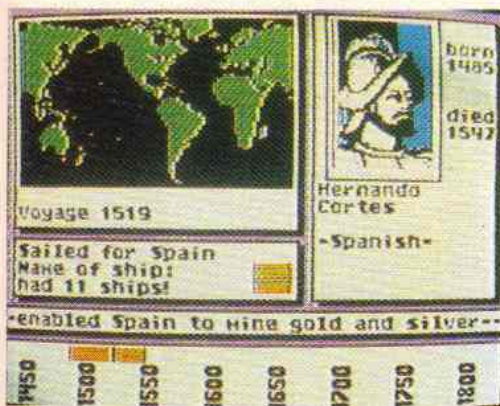 born
1485
died
1542
Hernando
Cortes
-Spanish-
Voyage 1519
Sailed for Spain
Name of ship:
had 11 ships!
-enabled Spain to mine gold and silver--
1450
1500
1550
1600
1650
1700
1750
1800